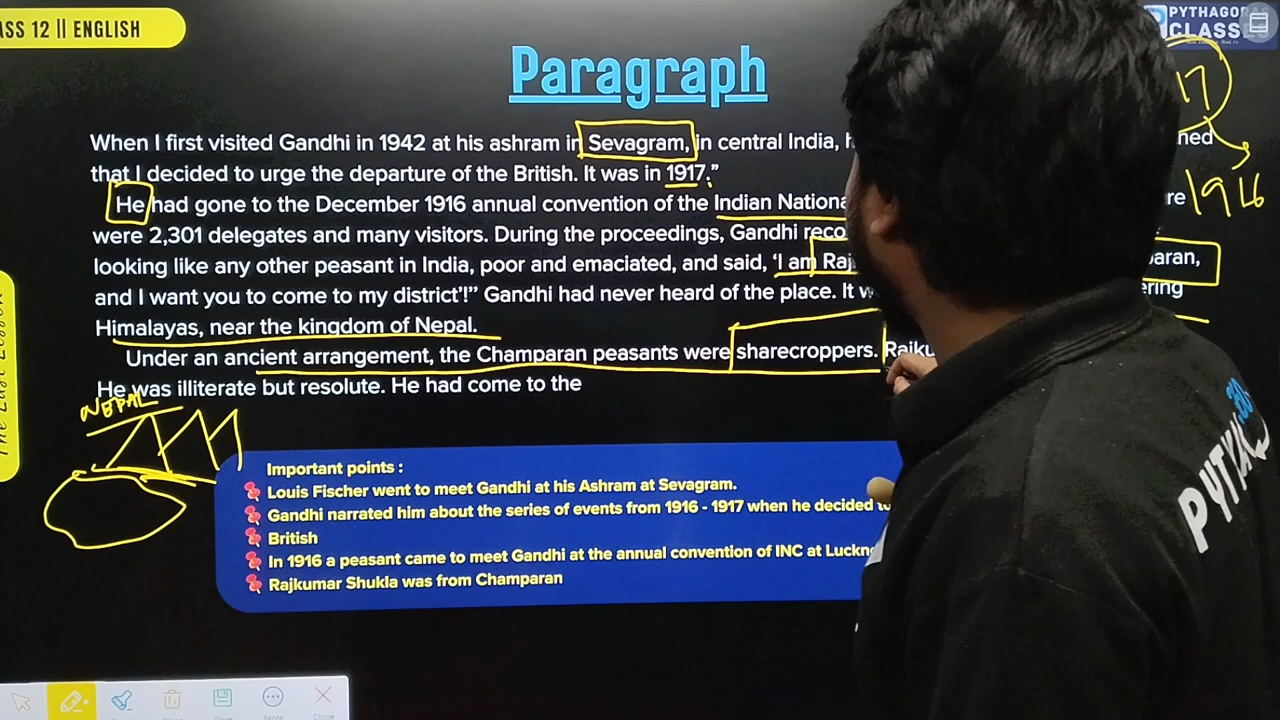 ASS 12 || ENGLISH
PYTHAGORAS
CLASSES
Paragraph
17
When I first visited Gandhi in 1942 at his ashram in Sevagram, in central India, h
that I decided to urge the departure of the British. It was in 1917."
He had gone to the December 1916 annual convention of the Indian Nationa re
1916
were 2,301 delegates and many visitors. During the proceedings, Gandhi reco
looking like any other peasant in India, poor and emaciated, and said, 'I am Raj paran,
and I want you to come to my district'!" Gandhi had never heard of the place. It w ering
Himalayas, near the kingdom of Nepal.
Under an ancient arrangement, the Champaran peasants were sharecroppers. Rajku
He was illiterate but resolute. He had come to the
NEPAL
The Last Lesson
Important points :
Louis Fischer went to meet Gandhi at his Ashram at Sevagram.
Gandhi narrated him about the series of events from 1916 - 1917 when he decided to
British
In 1916 a peasant came to meet Gandhi at the annual convention of INC at Luckn
Rajkumar Shukla was from Champaran
Save
More